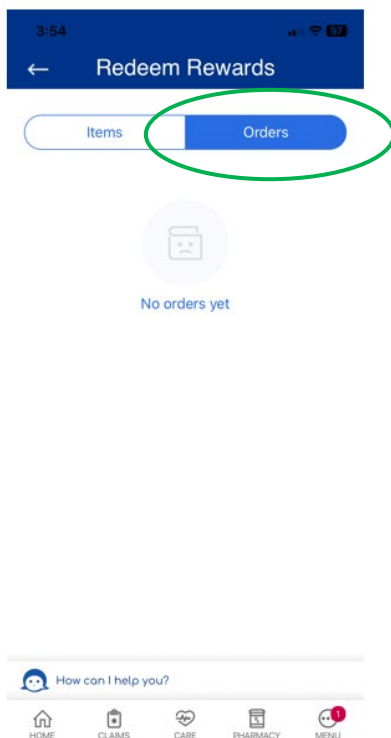 3:54 97
Redeem Rewards
Items Orders
No orders yet
How can I help you?
HOME CLAIMS CARE PHARMACY MENU 1